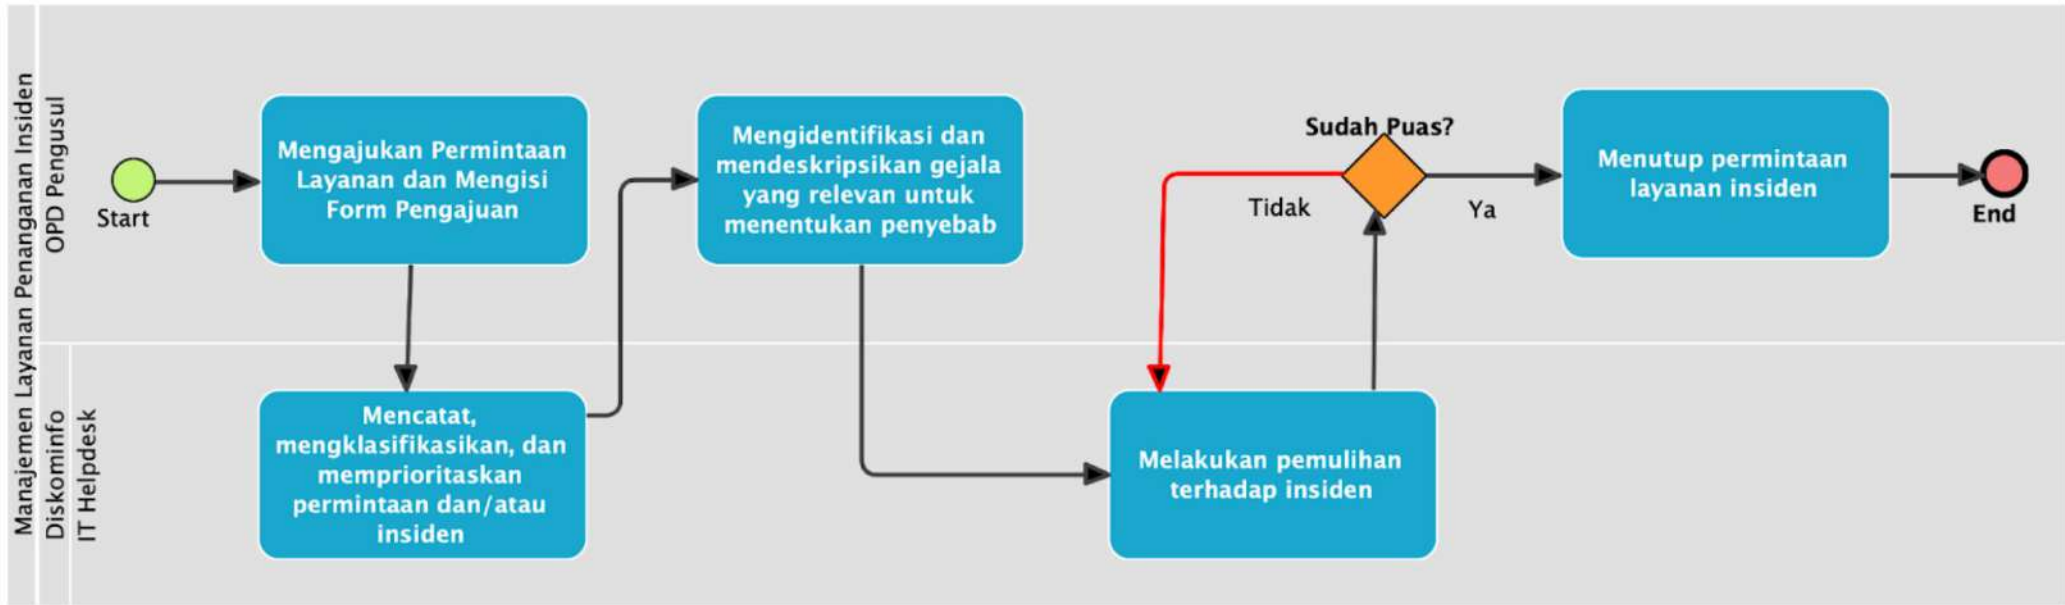 Manajemen Layanan Penanganan Insiden
OPD Pengusul
Start
Mengajukan Permintaan
Layanan dan Mengisi
Form Pengajuan
Mengidentifikasi dan
mendeskripsikan gejala
yang relevan untuk
menentukan penyebab
Sudah Puas?
Tidak
Ya
Menutup permintaan
layanan insiden
End
Diskominfo
IT Helpdesk
Mencatat,
mengklasifikasikan, dan
memprioritaskan
permintaan dan/atau
insiden
Melakukan pemulihan
terhadap insiden